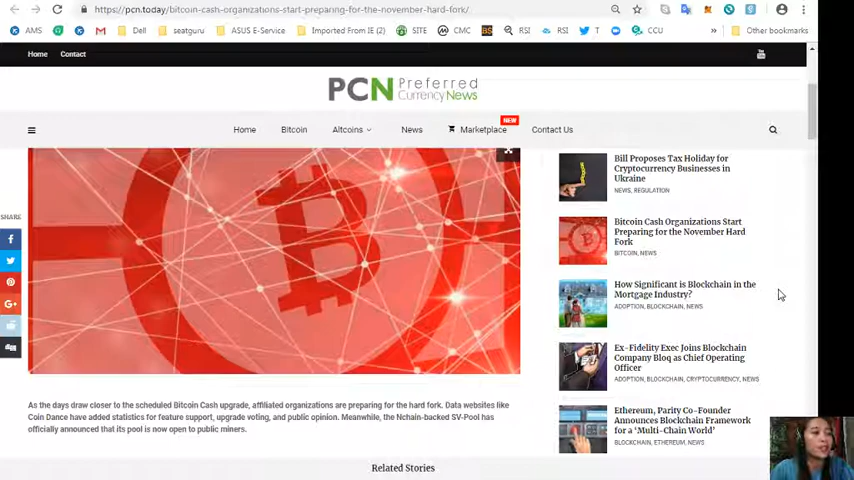 https://pcn.today/bitcoin-cash-organizations-start-preparing-for-the-november-hard-fork/
AMS
Dell
seatguru
ASUS E-Service
Imported From IE (2)
SITE
CMC
RSI
RSI
T
CCU
Other bookmarks
Home
Contact
PCN Preferred
Currency News
NEW
Home
Bitcoin
Altcoins
News
Marketplace
Contact Us
SHARE
Bill Proposes Tax Holiday for
Cryptocurrency Businesses in
Ukraine
NEWS, REGULATION
Bitcoin Cash Organizations Start
Preparing for the November Hard
Fork
BITCOIN, NEWS
How Significant is Blockchain in the
Mortgage Industry?
ADOPTION, BLOCKCHAIN, NEWS
Ex-Fidelity Exec Joins Blockchain
Company Bloq as Chief Operating
Officer
ADOPTION, BLOCKCHAIN, CRYPTOCURRENCY, NEWS
Ethereum, Parity Co-Founder
Announces Blockchain Framework
for a 'Multi-Chain World'
BLOCKCHAIN, ETHEREUM, NEWS
As the days draw closer to the scheduled Bitcoin Cash upgrade, affiliated organizations are preparing for the hard fork. Data websites like
Coin Dance have added statistics for feature support, upgrade voting, and public opinion. Meanwhile, the Nchain-backed SV-Pool has
officially announced that its pool is now open to public miners.
Related Stories